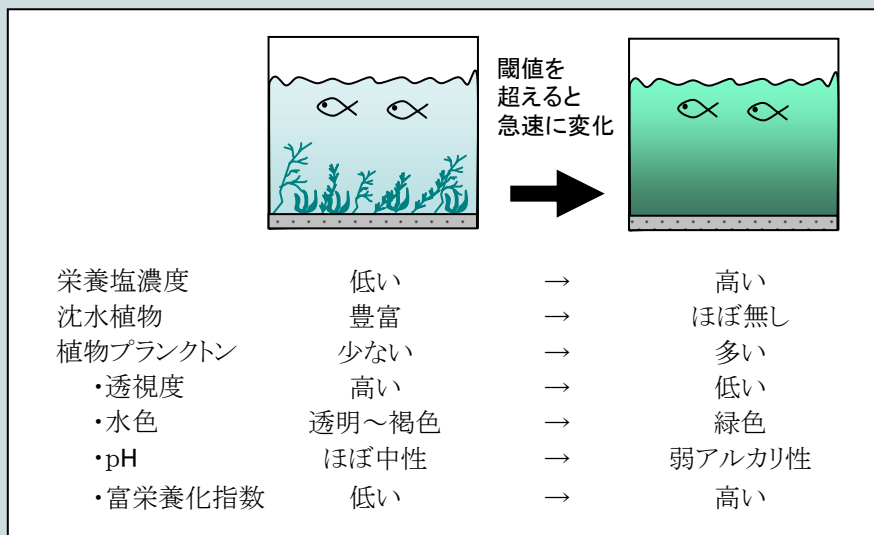 閾値を
超えると
急速に変化
栄養塩濃度 低い → 高い
沈水植物 豊富 → ほぼ無し
植物プランクトン 少ない → 多い
・透視度 高い → 低い
・水色 透明～褐色 → 緑色
・pH ほぼ中性 → 弱アルカリ性
・富栄養化指数 低い → 高い